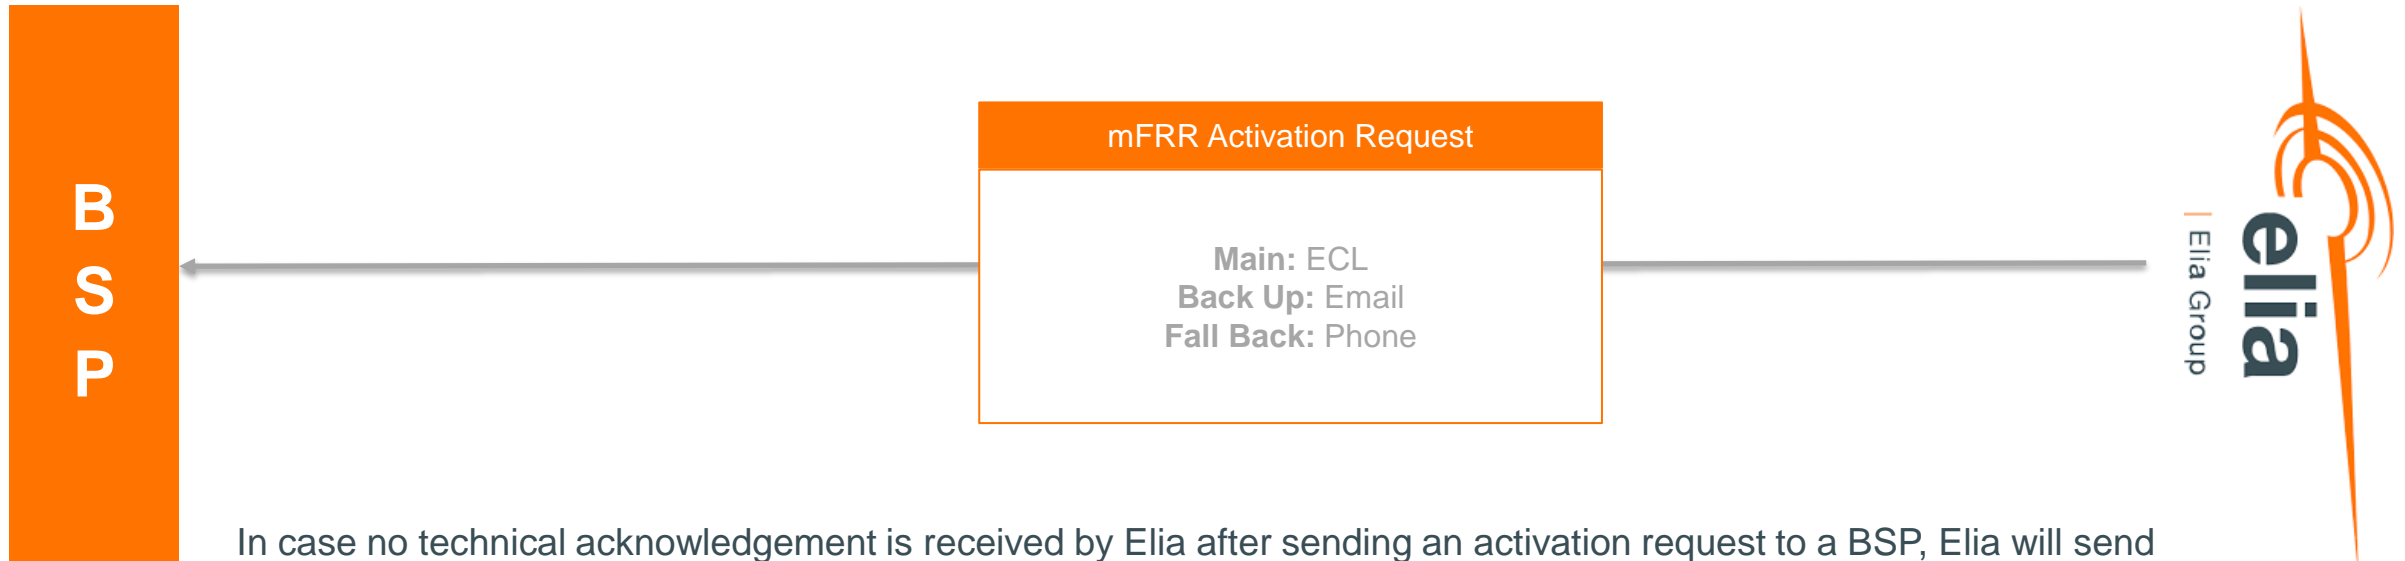 B
S
P
mFRR Activation Request
Main: ECL
Back Up: Email
Fall Back: Phone
elia
Elia Group
In case no technical acknowledgement is received by Elia after sending an activation request to a BSP, Elia will send